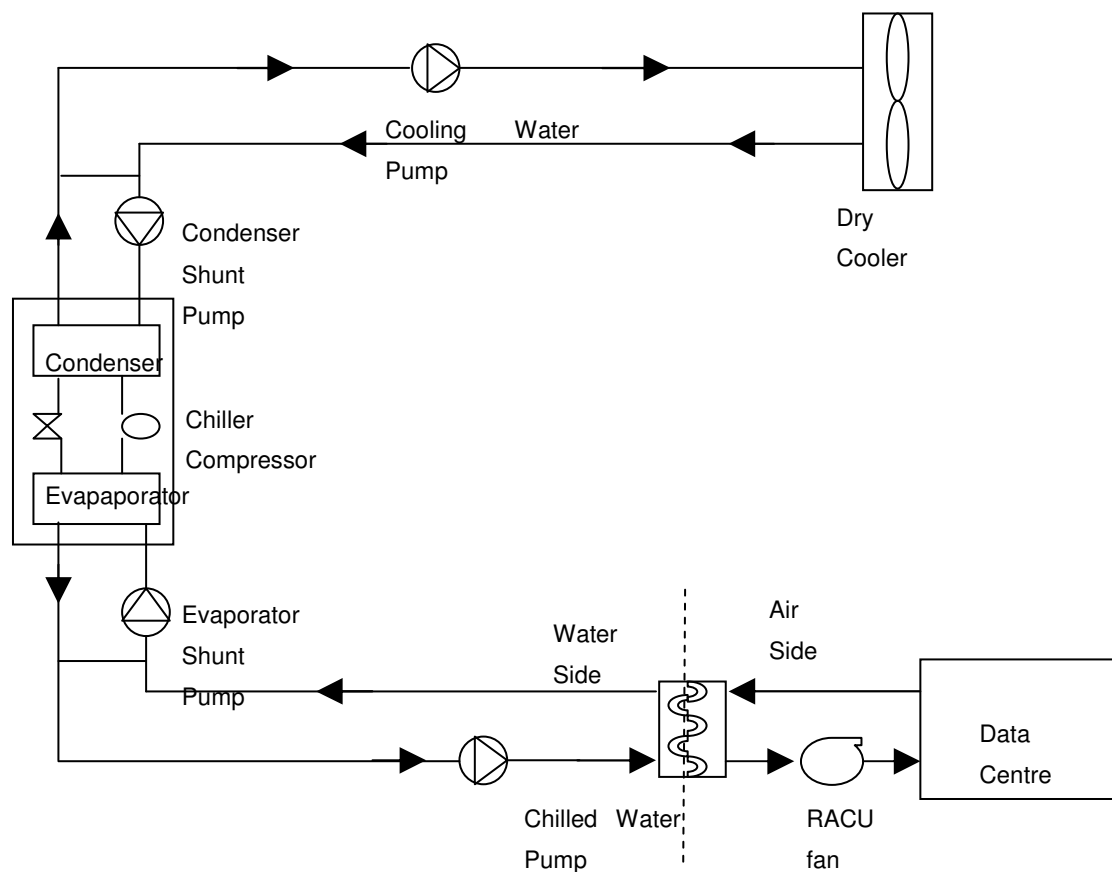 Cooling Water
Pump
Condenser
Shunt
Pump
Dry
Cooler
Condenser
Chiller
Compressor
Evapaporator
Evaporator
Shunt
Pump
Water
Side
Air
Side
Data
Centre
Chilled Water
Pump
RACU
fan